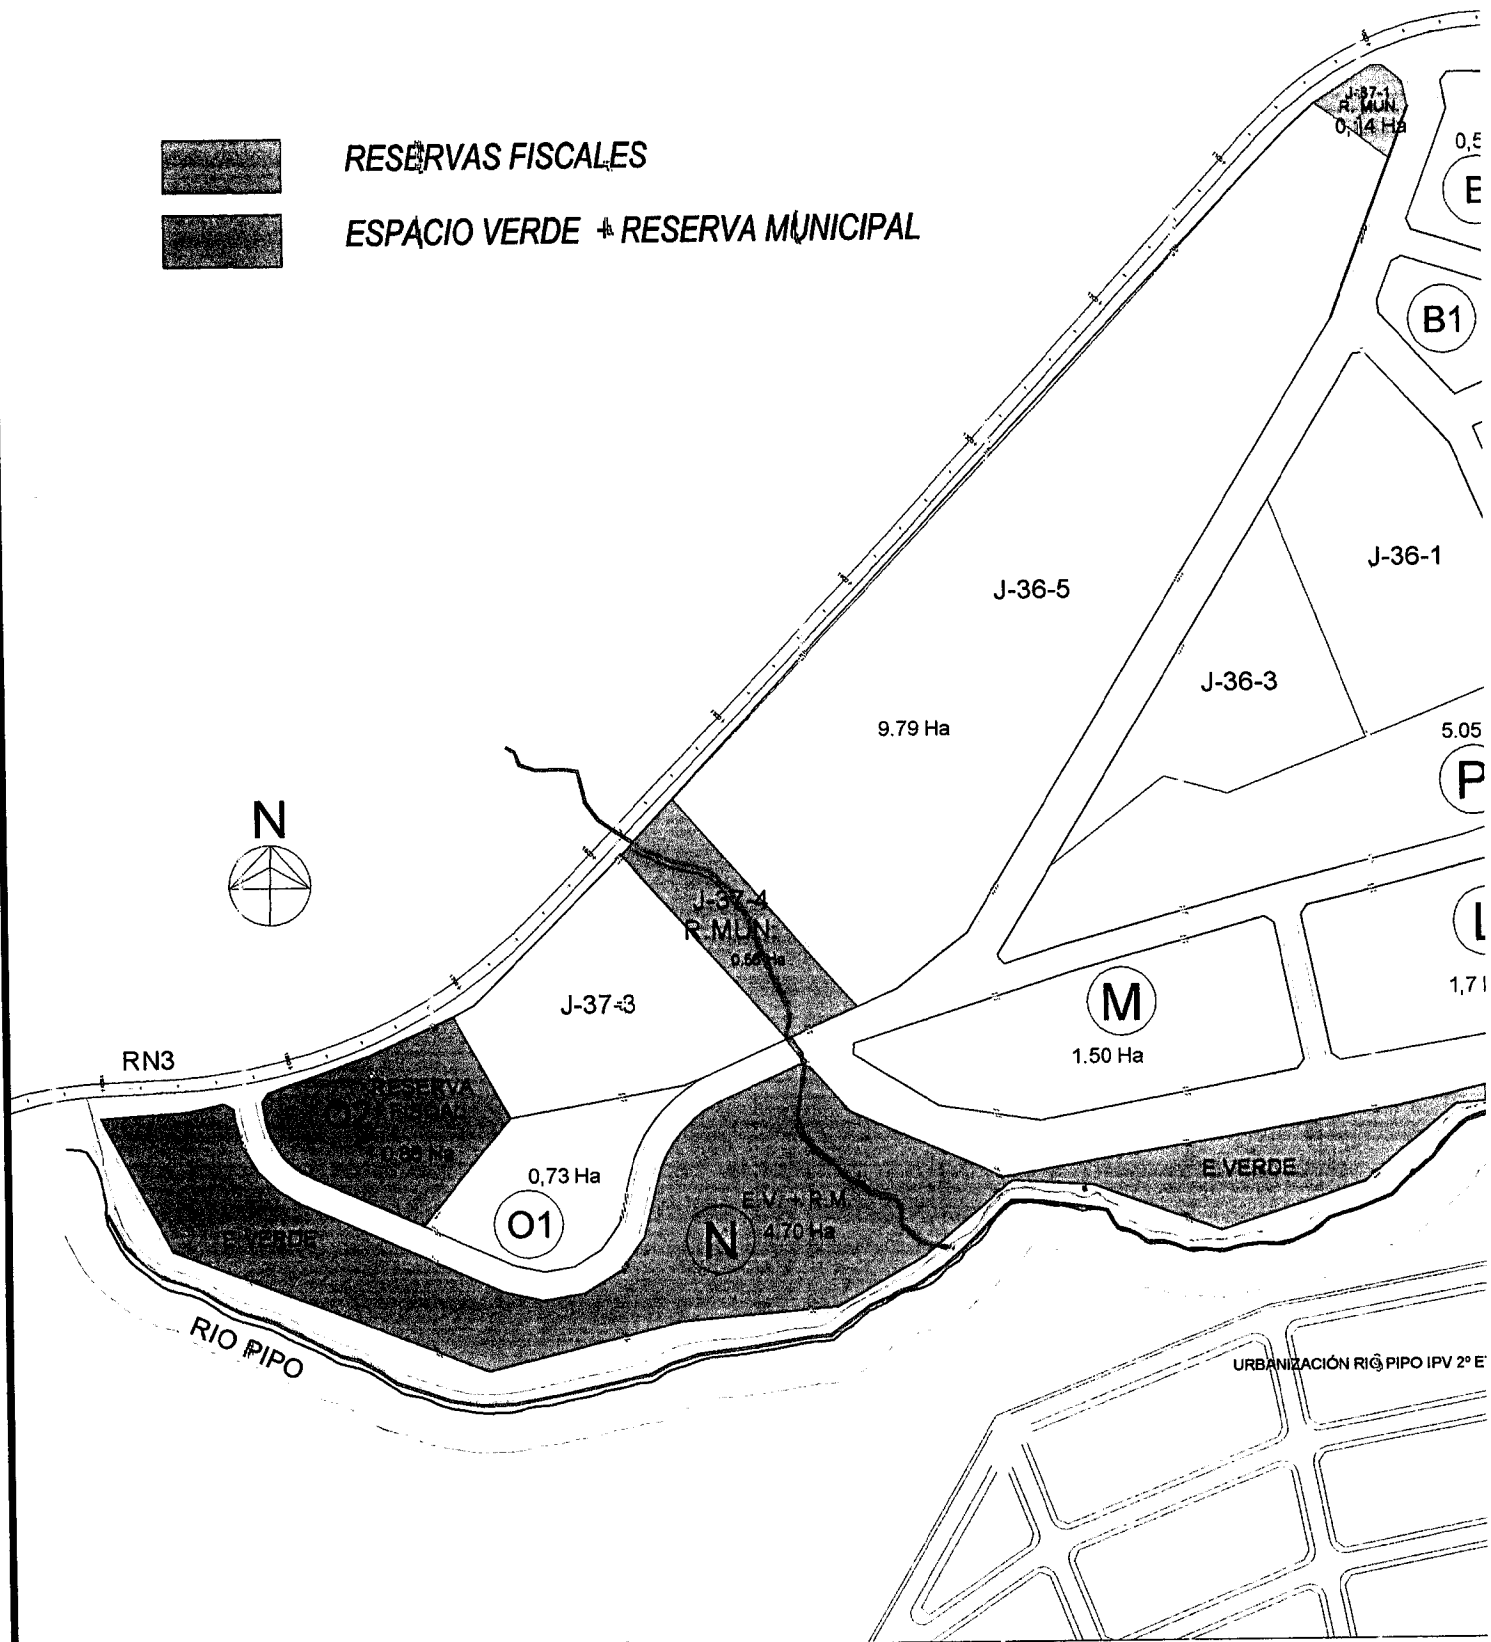 RESERVAS FISCALES
ESPACIO VERDE + RESERVA MUNICIPAL
J-37-1
R. MUN.
0,14 Ha
0,5
B1
J-36-5
J-36-1
J-36-3
9.79 Ha
5.05
P
N
J-37-4
R.MUN.
J-37-3
M
1.50 Ha
L
1,7
RN3
RESERVA
O2
0,73 Ha
O1
E.V. + R.M.
N
4.70 Ha
E.VERDE
E.VERDE
RIO PIPO
URBANIZACIÓN RIO PIPO IPV 2º E